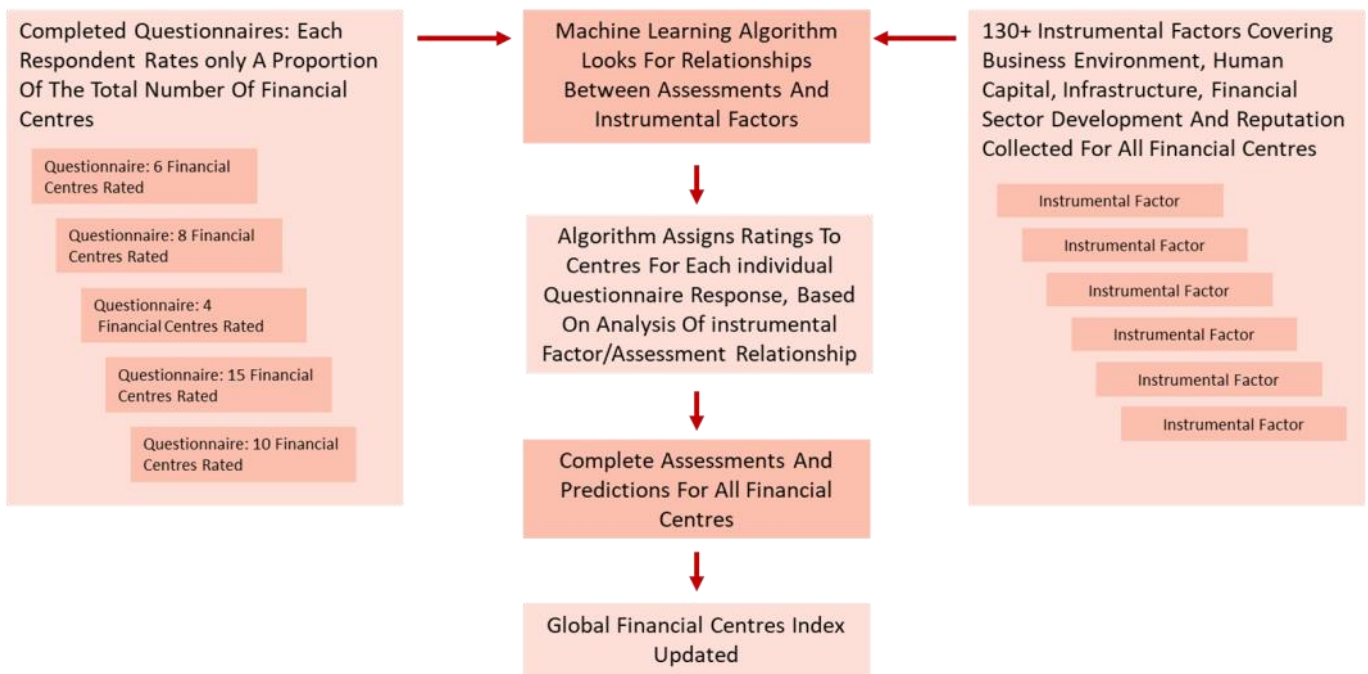 Completed Questionnaires: Each
Respondent Rates only A Proportion
Of The Total Number Of Financial
Centres
Questionnaire: 6 Financial
Centres Rated
Questionnaire: 8 Financial
Centres Rated
Questionnaire: 4
Financial Centres Rated
Questionnaire: 15 Financial
Centres Rated
Questionnaire: 10 Financial
Centres Rated
Machine Learning Algorithm
Looks For Relationships
Between Assessments And
Instrumental Factors
Algorithm Assigns Ratings To
Centres For Each individual
Questionnaire Response, Based
On Analysis Of instrumental
Factor/Assessment Relationship
Complete Assessments And
Predictions For All Financial
Centres
Global Financial Centres Index
Updated
130+ Instrumental Factors Covering
Business Environment, Human
Capital, Infrastructure, Financial
Sector Development And Reputation
Collected For All Financial Centres
Instrumental Factor
Instrumental Factor
Instrumental Factor
Instrumental Factor
Instrumental Factor
Instrumental Factor